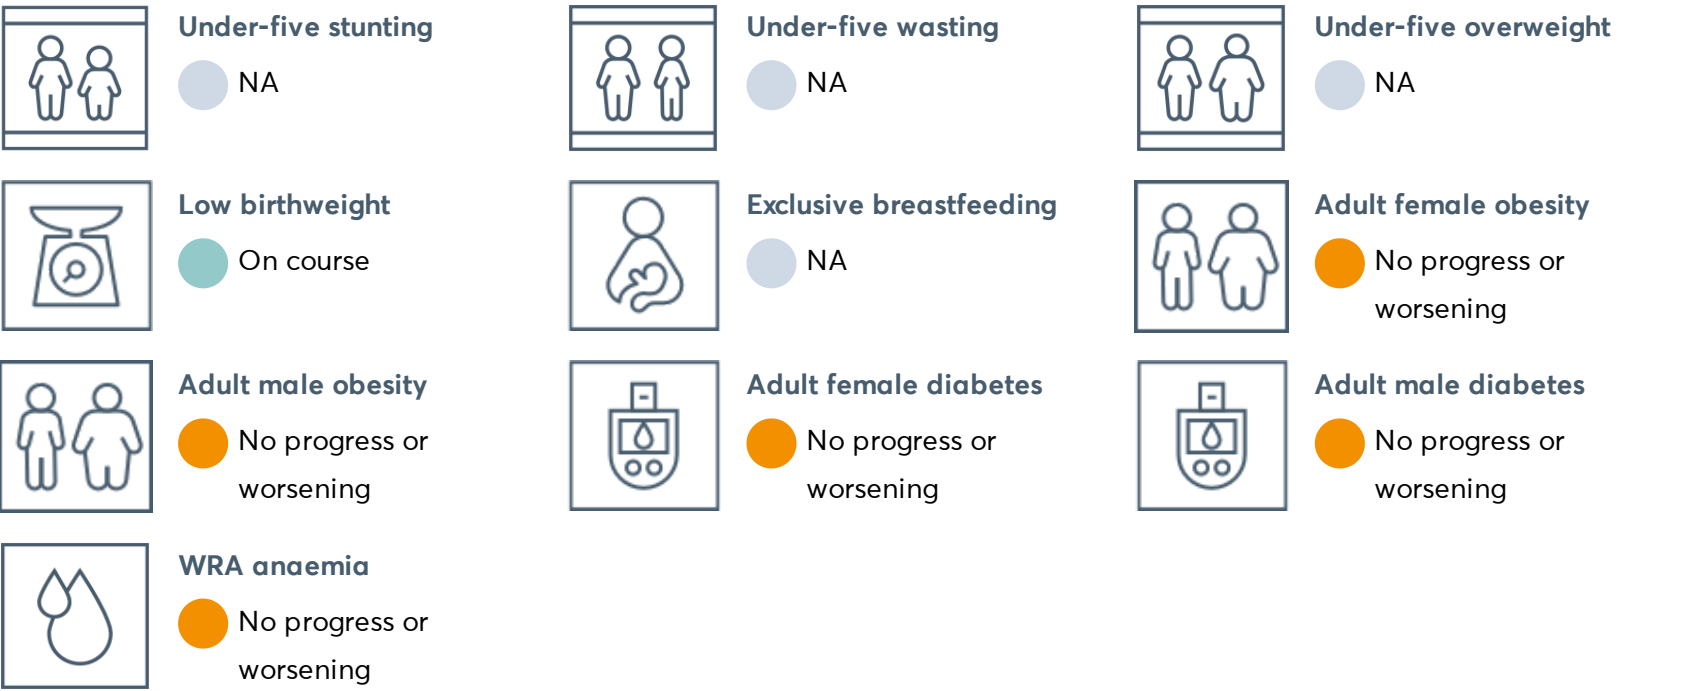 Under-five stunting
NA
Under-five wasting
NA
Under-five overweight
NA
Low birthweight
On course
Exclusive breastfeeding
NA
Adult female obesity
No progress or
worsening
Adult male obesity
No progress or
worsening
Adult female diabetes
No progress or
worsening
Adult male diabetes
No progress or
worsening
WRA anaemia
No progress or
worsening